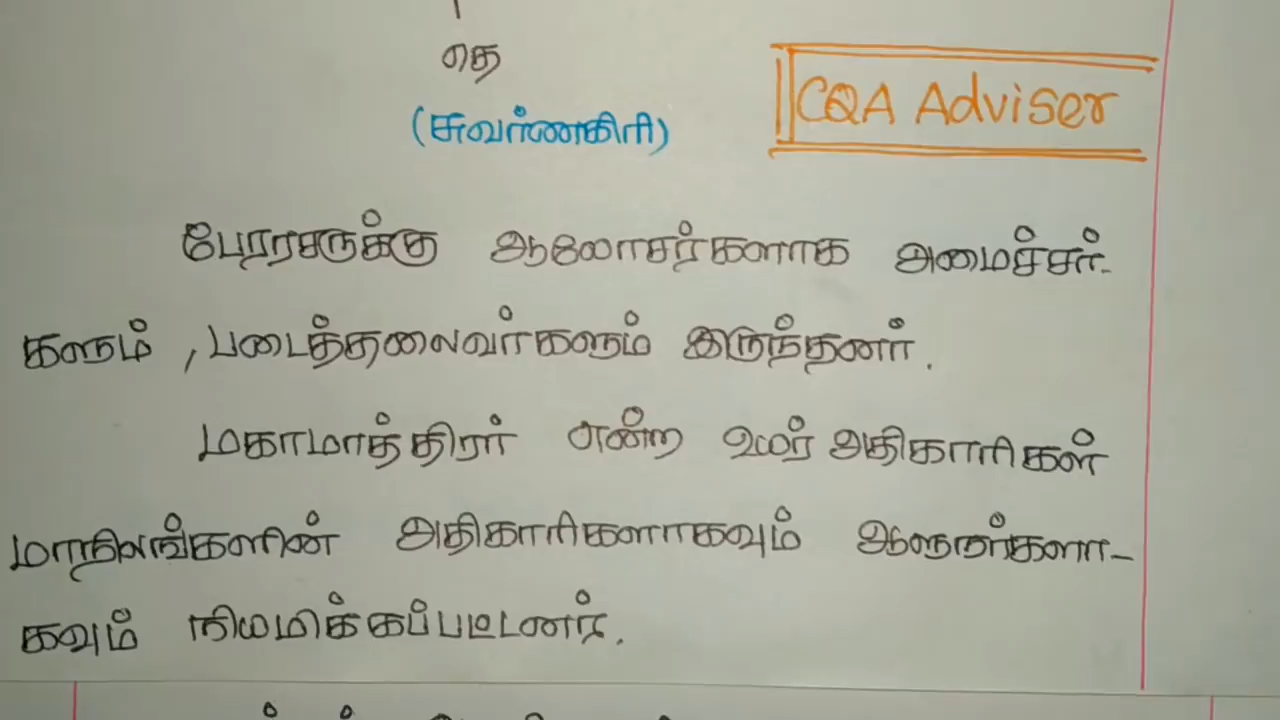 தெ
CQA Adviser
(சுவர்ணகிரி)
பேரரசருக்கு ஆலோசர்களாக அமைச்சர்-
களும் , படைத்தலைவர்களும் இருந்தனர்.
மகாமாத்திரர் என்ற உயர் அதிகாரிகள்
மாநிலங்களின் அதிகாரிகளாகவும் ஆளுநர்களா-
கவும் நியமிக்கப்பட்டனர்.